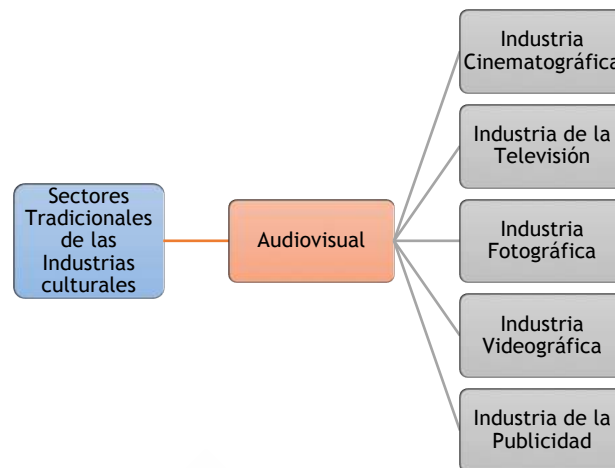 Sectores
Tradicionales
de las
Industrias
culturales
Audiovisual
Industria
Cinematográfica
Industria de la
Televisión
Industria
Fotográfica
Industria
Videográfica
Industria de la
Publicidad